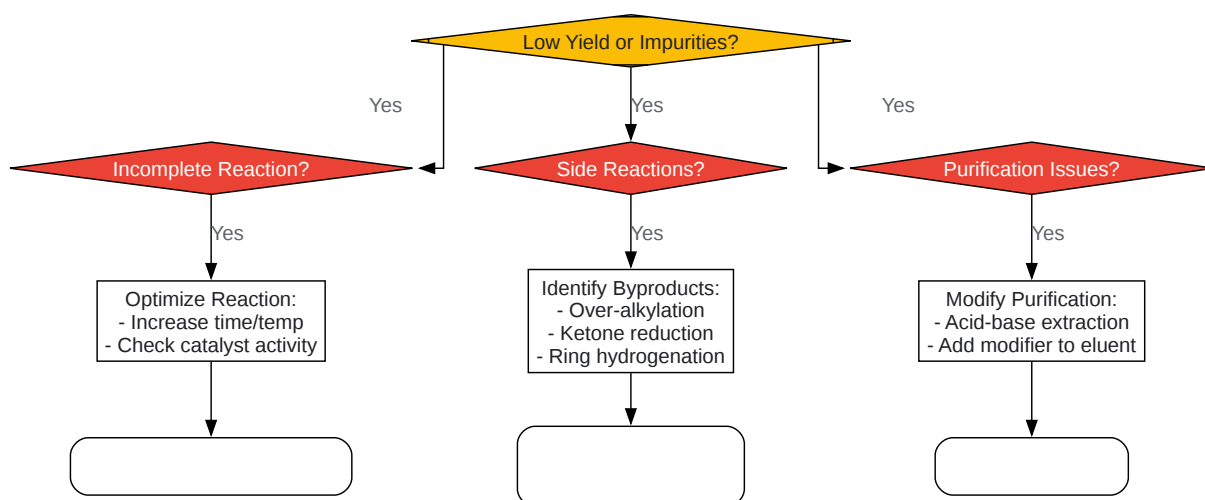 Low Yield or Impurities?
Yes
Yes
Yes
Incomplete Reaction?
Side Reactions?
Purification Issues?
Yes
Yes
Yes
Optimize Reaction:
- Increase time/temp
- Check catalyst activity
Identify Byproducts:
- Over-alkylation
- Ketone reduction
- Ring hydrogenation
Modify Purification:
- Acid-base extraction
- Add modifier to eluent